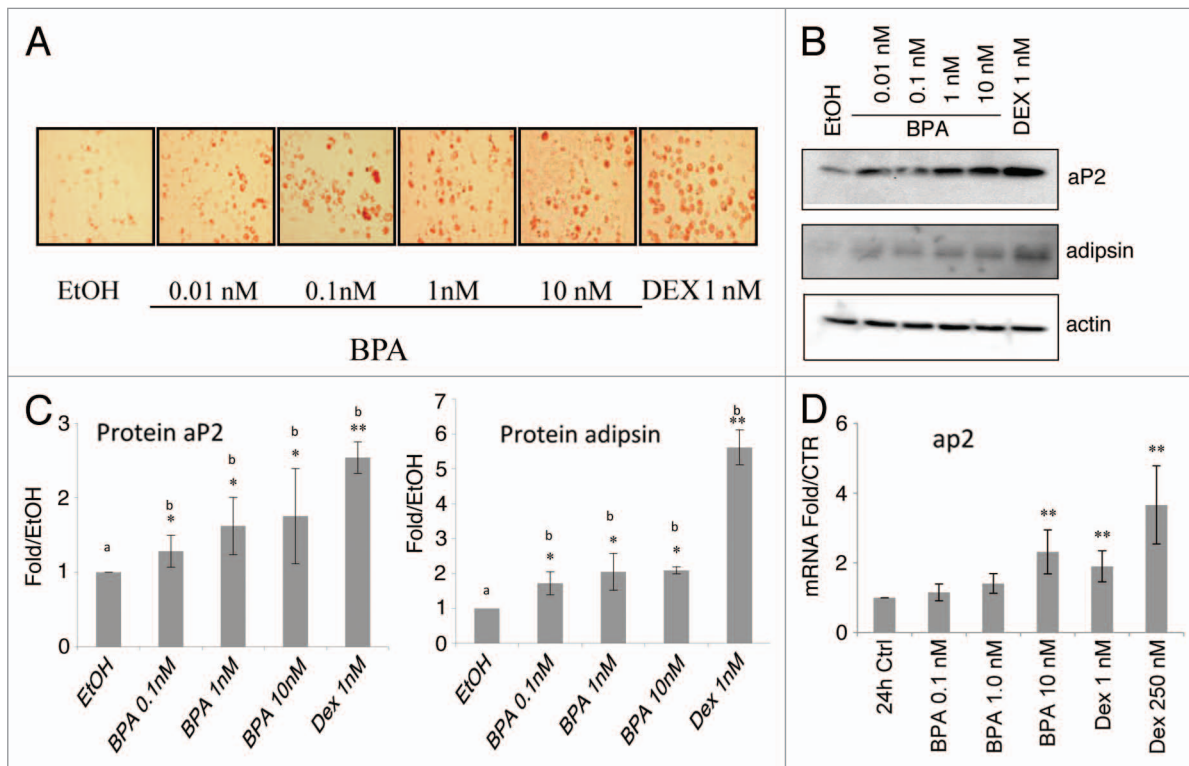 A
EtOH
0.01 nM
0.1nM
1nM
10 nM
DEX 1 nM
BPA
B
EtOH
0.01 nM
0.1 nM
1 nM
10 nM
DEX 1 nM
BPA
aP2
adipsin
actin
C
Protein aP2
Fold/EtOH
3
2
1
0
a
b
*
b
*
b
*
b
**
EtOH
BPA 0.1nM
BPA 1nM
BPA 10nM
Dex 1nM
Protein adipsin
Fold/EtOH
7
6
5
4
3
2
1
0
a
b
*
b
*
b
*
b
**
EtOH
BPA 0.1nM
BPA 1nM
BPA 10nM
Dex 1nM
D
ap2
mRNA Fold/CTR
6
4
2
0
**
**
**
24h Ctrl
BPA 0.1 nM
BPA 1.0 nM
BPA 10 nM
Dex 1 nM
Dex 250 nM